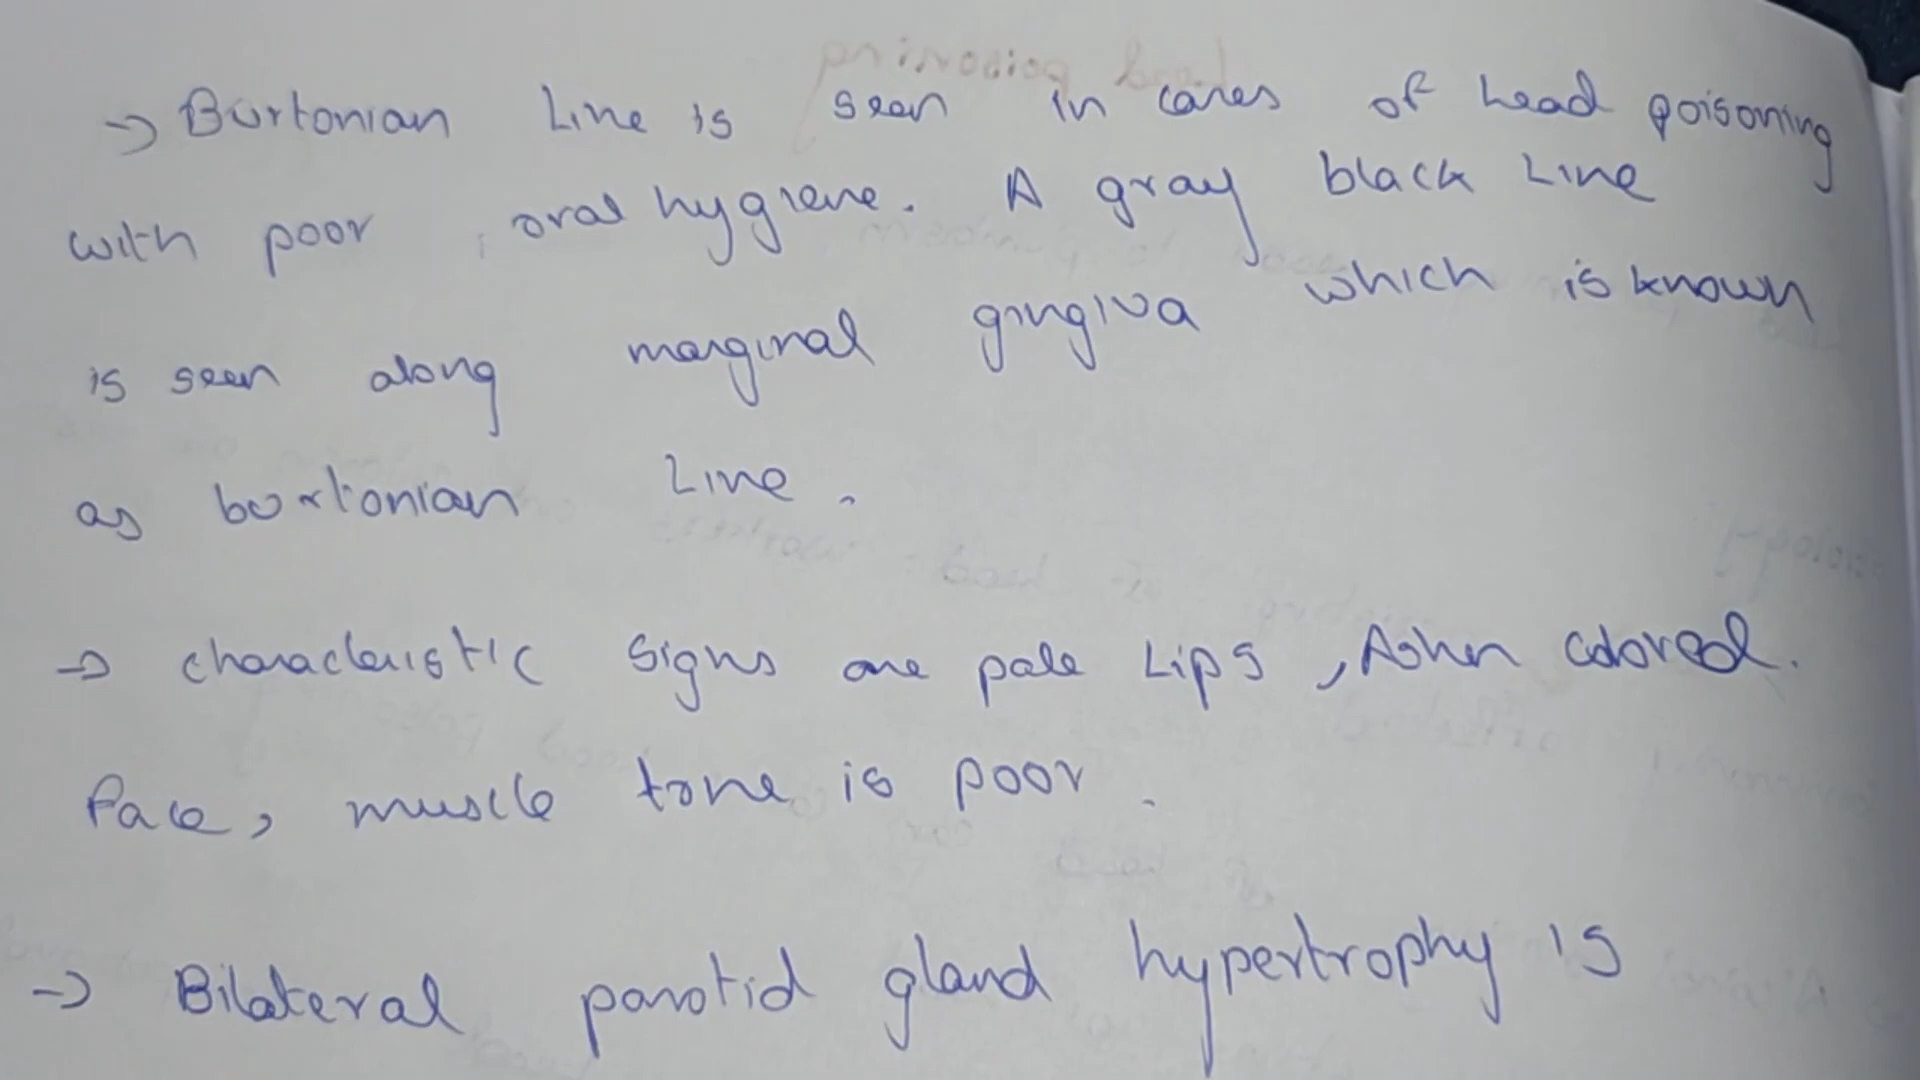 → Burtonian Line is seen in cases of lead poisoning
with poor oral hygiene. A gray black Line
is seen along marginal gingiva which is known
as burtonian Line.
→ characteristic signs are pale Lips, Ashen colored.
face, muscle tone is poor.
→ Bilateral parotid gland hypertrophy is